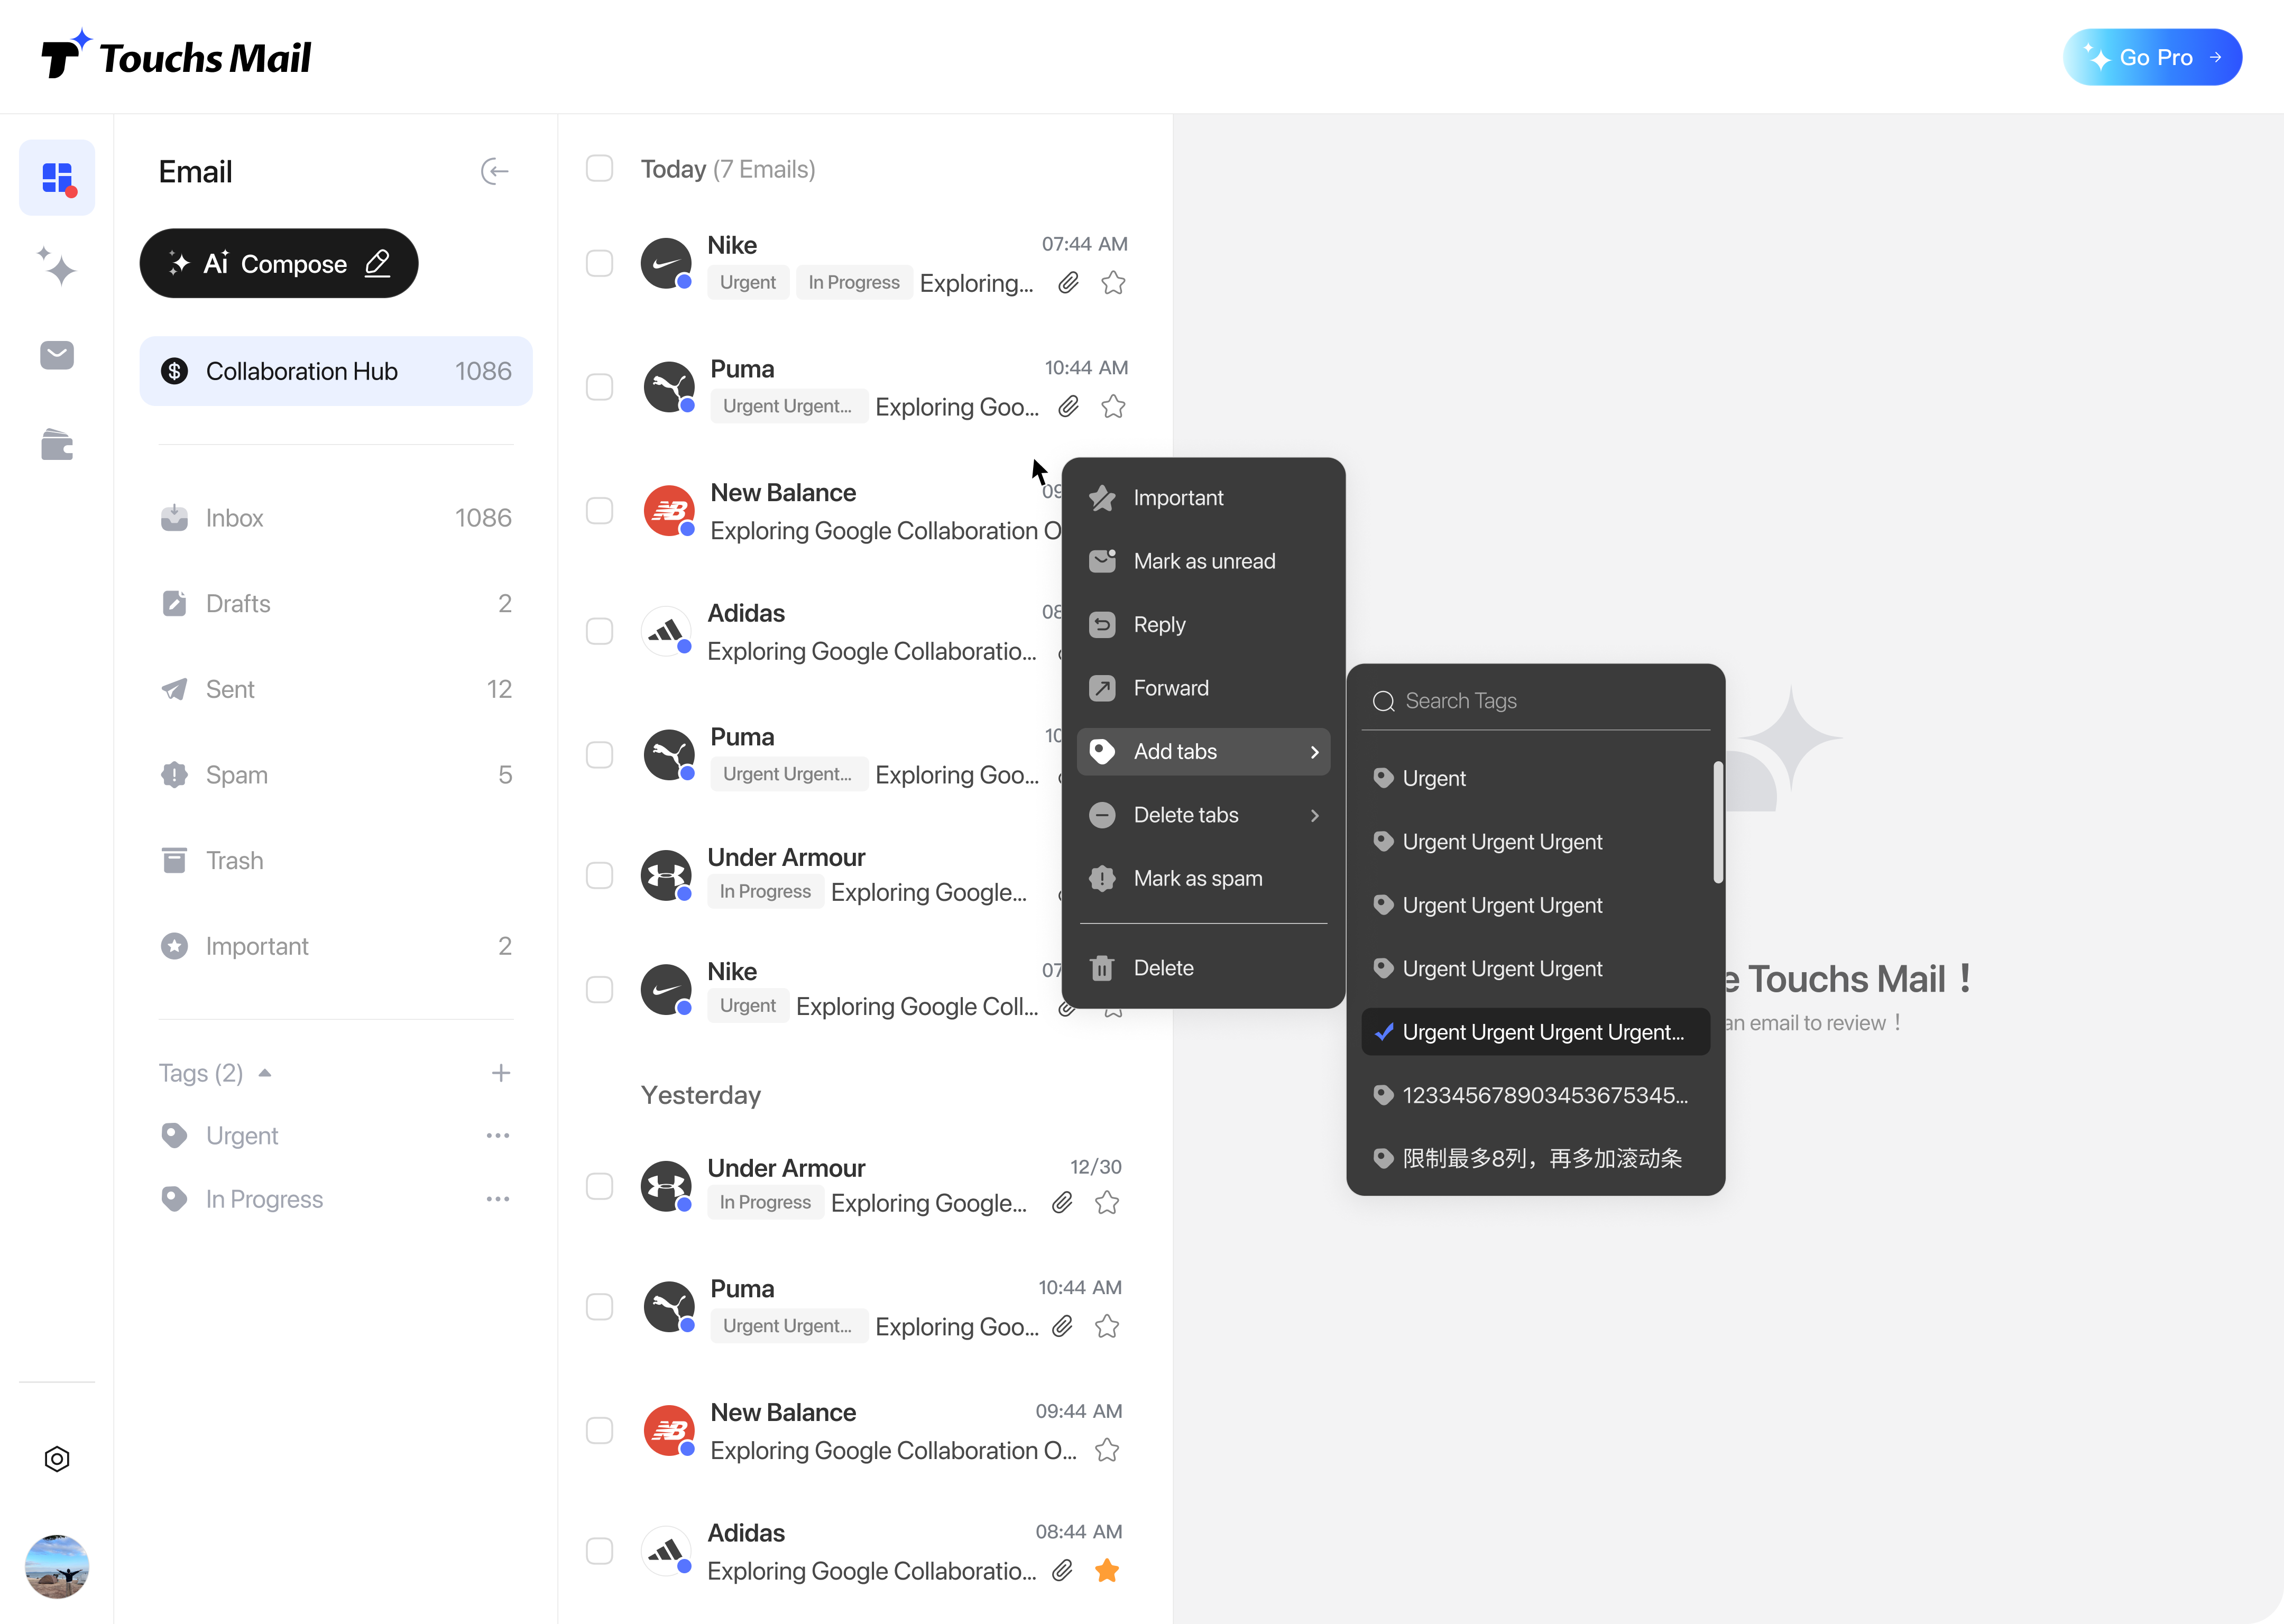 Touchs Mail
Go Pro
Email
Ai Compose
Collaboration Hub 1086
Inbox 1086
Drafts 2
Sent 12
Spam 5
Trash
Important 2
Tags (2)
Urgent
In Progress
Today (7 Emails)
Nike 07:44 AM
Urgent In Progress Exploring...
Puma 10:44 AM
Urgent Urgent... Exploring Goo...
New Balance 09
Exploring Google Collaboration O
Adidas 08
Exploring Google Collaboratio...
Puma 10
Urgent Urgent... Exploring Goo...
Under Armour
In Progress Exploring Google...
Nike 07
Urgent Exploring Google Coll...
Yesterday
Under Armour 12/30
In Progress Exploring Google...
Puma 10:44 AM
Urgent Urgent... Exploring Goo...
New Balance 09:44 AM
Exploring Google Collaboration O...
Adidas 08:44 AM
Exploring Google Collaboratio...
Important
Mark as unread
Reply
Forward
Add tabs
Delete tabs
Mark as spam
Delete
Search Tags
Urgent
Urgent Urgent Urgent
Urgent Urgent Urgent
Urgent Urgent Urgent
Urgent Urgent Urgent Urgent...
123345678903453675345...
限制最多8列，再多加滚动条
e Touchs Mail！
an email to review！